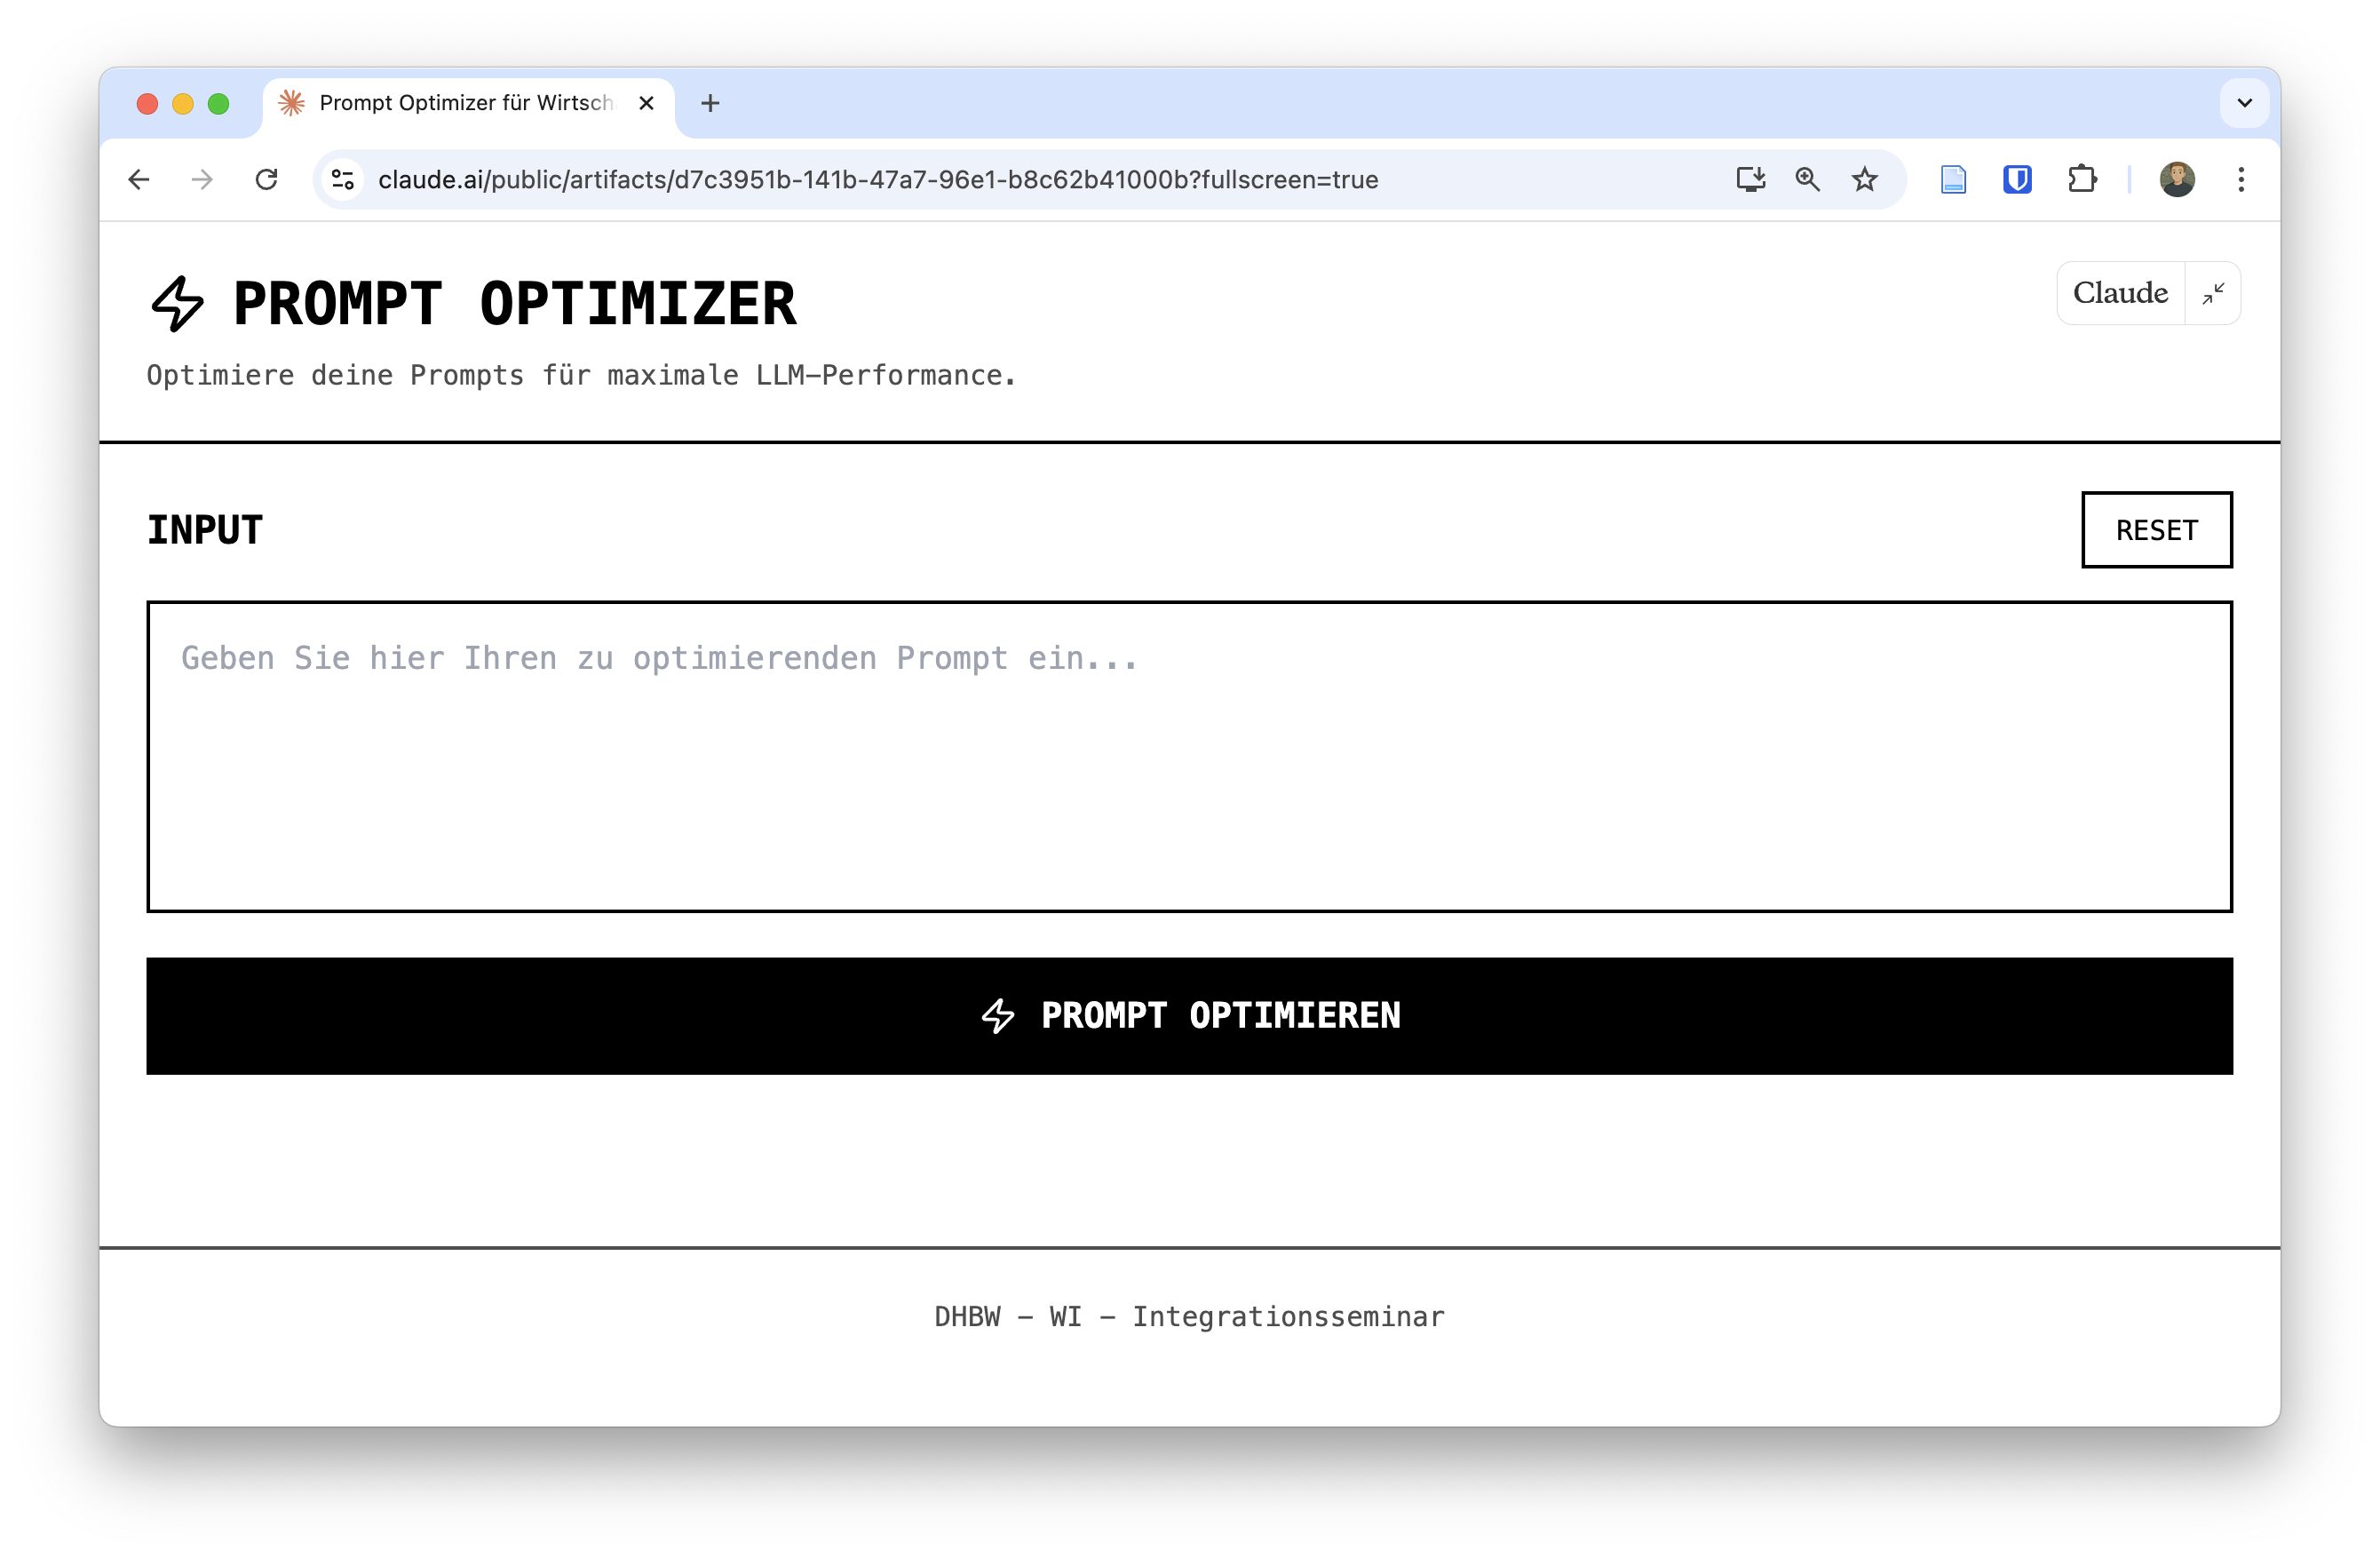 Prompt Optimizer für Wirtsch
claude.ai/public/artifacts/d7c3951b-141b-47a7-96e1-b8c62b41000b?fullscreen=true
PROMPT OPTIMIZER
Claude
Optimiere deine Prompts für maximale LLM-Performance.
INPUT
RESET
Geben Sie hier Ihren zu optimierenden Prompt ein...
PROMPT OPTIMIEREN
DHBW - WI - Integrationsseminar